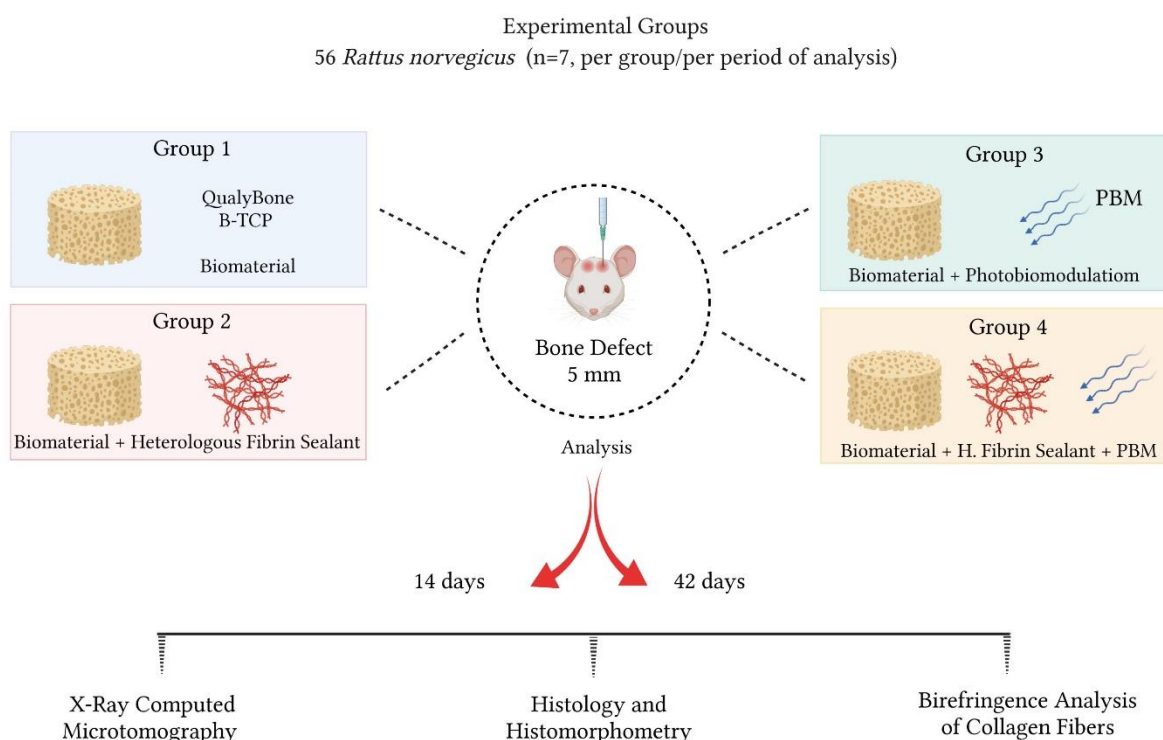 Experimental Groups
56 Rattus norvegicus (n=7, per group/per period of analysis)
Group 1
QualyBone
B-TCP
Biomaterial
Group 2
Biomaterial + Heterologous Fibrin Sealant
Bone Defect
5 mm
Group 3
PBM
Biomaterial + Photobiomodulatiom
Group 4
Biomaterial + H. Fibrin Sealant + PBM
Analysis
14 days
42 days
X-Ray Computed
Microtomography
Histology and
Histomorphometry
Birefringence Analysis
of Collagen Fibers